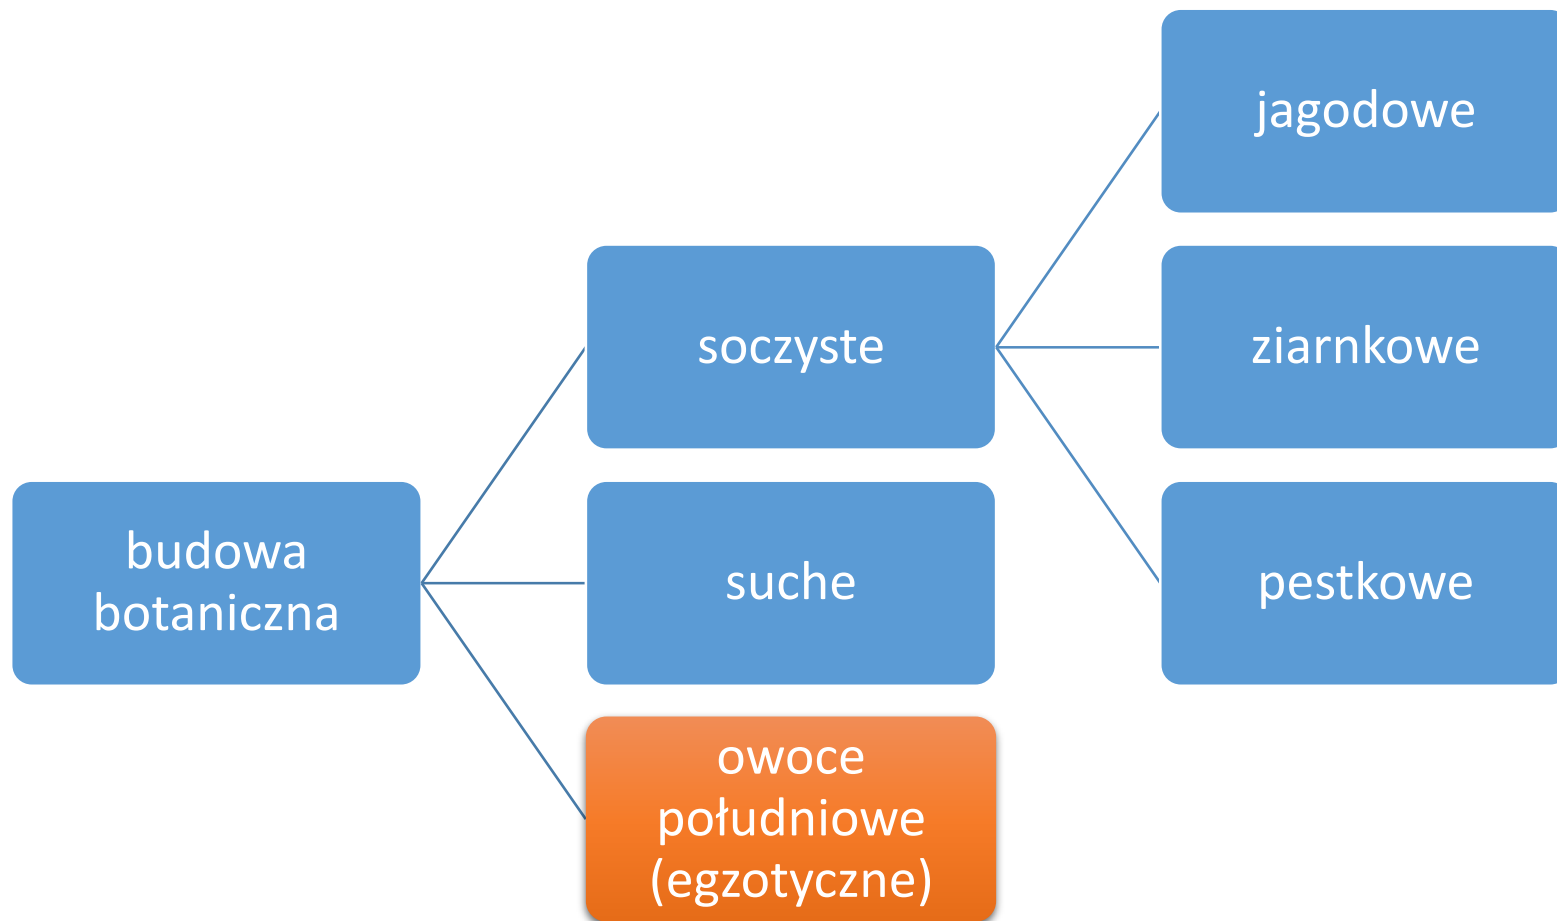 budowa
botaniczna
soczyste
suche
owoce
południowe
(egzotyczne)
jagodowe
ziarnkowe
pestkowe